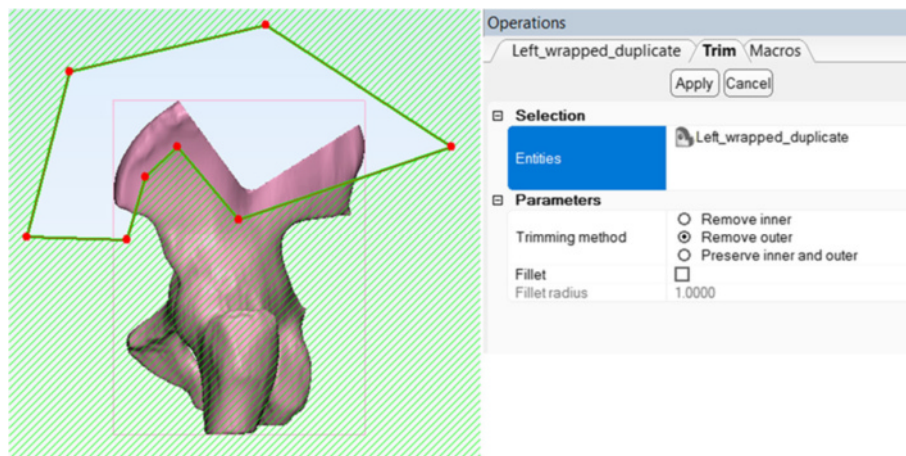 Operations
Left_wrapped_duplicate Trim Macros
Apply Cancel
Selection
Entities Left_wrapped_duplicate
Parameters
Trimming method
Remove inner
Remove outer
Preserve inner and outer
Fillet
Fillet radius 1.0000